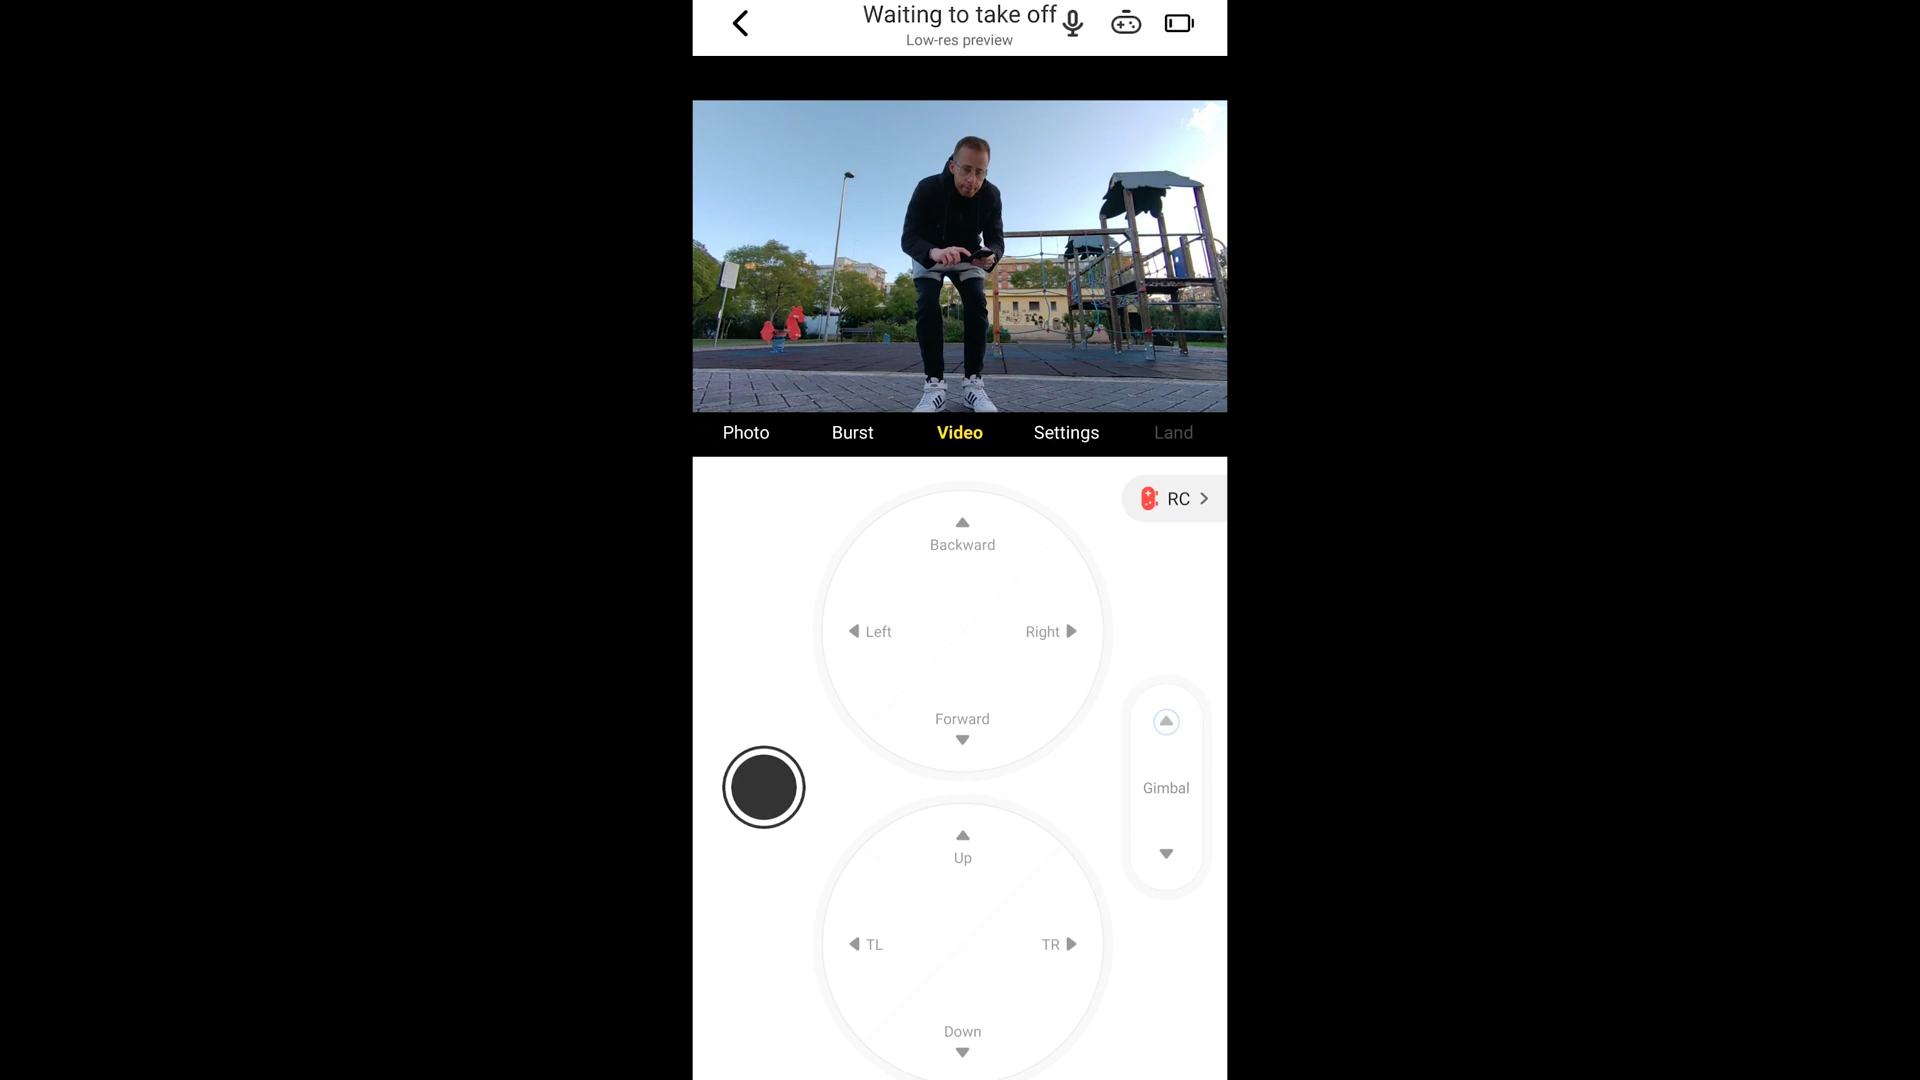 Waiting to take off
Low-res preview
Photo Burst Video Settings Land
RC
Backward
Left Right
Forward
Gimbal
Up
TL TR
Down